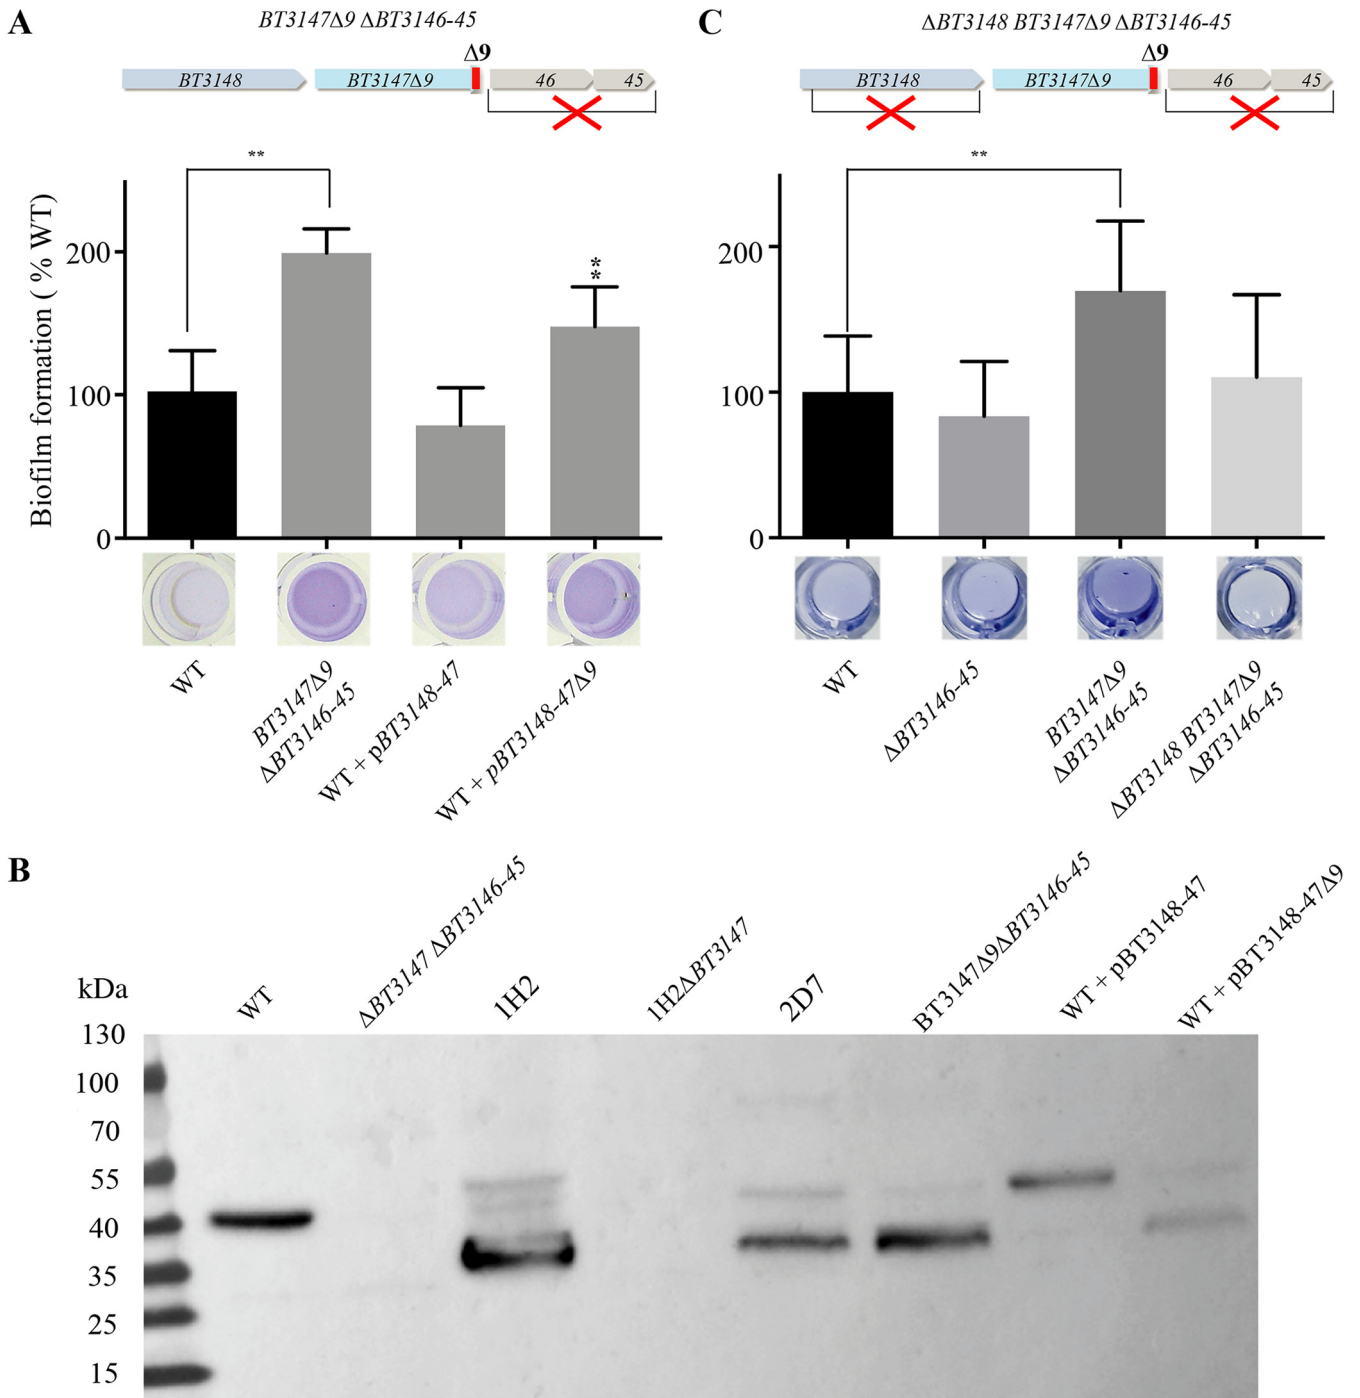 A
BT3147Δ9 ΔBT3146-45
Δ9
BT3148
BT3147Δ9
46
45
**
Biofilm formation ( % WT)
200
100
0
**
WT
BT3147Δ9
ΔBT3146-45
WT + pBT3148-47
WT + pBT3148-47Δ9
C
ΔBT3148 BT3147Δ9 ΔBT3146-45
Δ9
BT3148
BT3147Δ9
46
45
**
200
100
0
WT
ΔBT3146-45
BT3147Δ9
ΔBT3146-45
ΔBT3148 BT3147Δ9
ΔBT3146-45
B
kDa
130
100
70
55
40
35
25
15
WT
ΔBT3147 ΔBT3146-45
1H2
1H2ΔBT3147
2D7
BT3147Δ9ΔBT3146-45
WT + pBT3148-47
WT + pBT3148-47Δ9